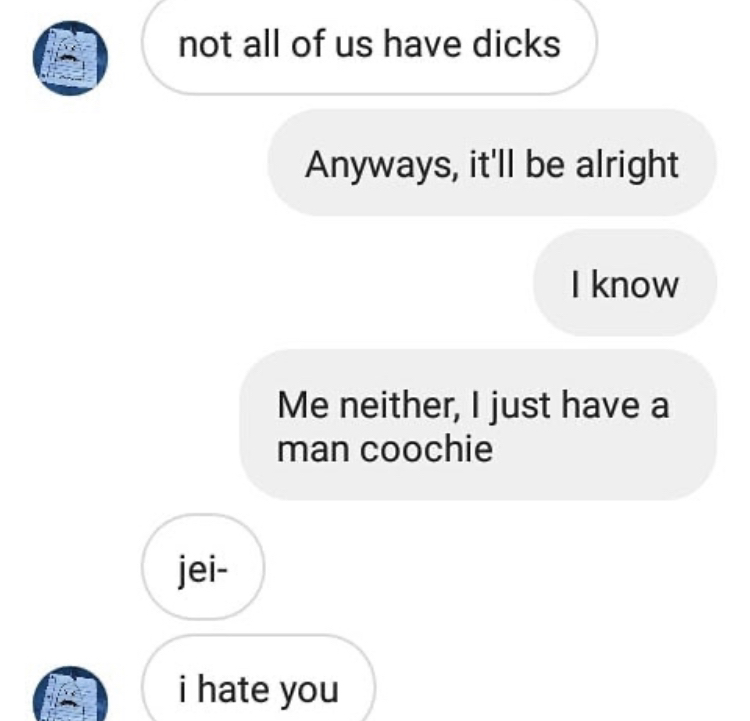 not all of us have dicks
Anyways, it'll be alright
I know
Me neither, I just have a
man coochie
jei-
i hate you